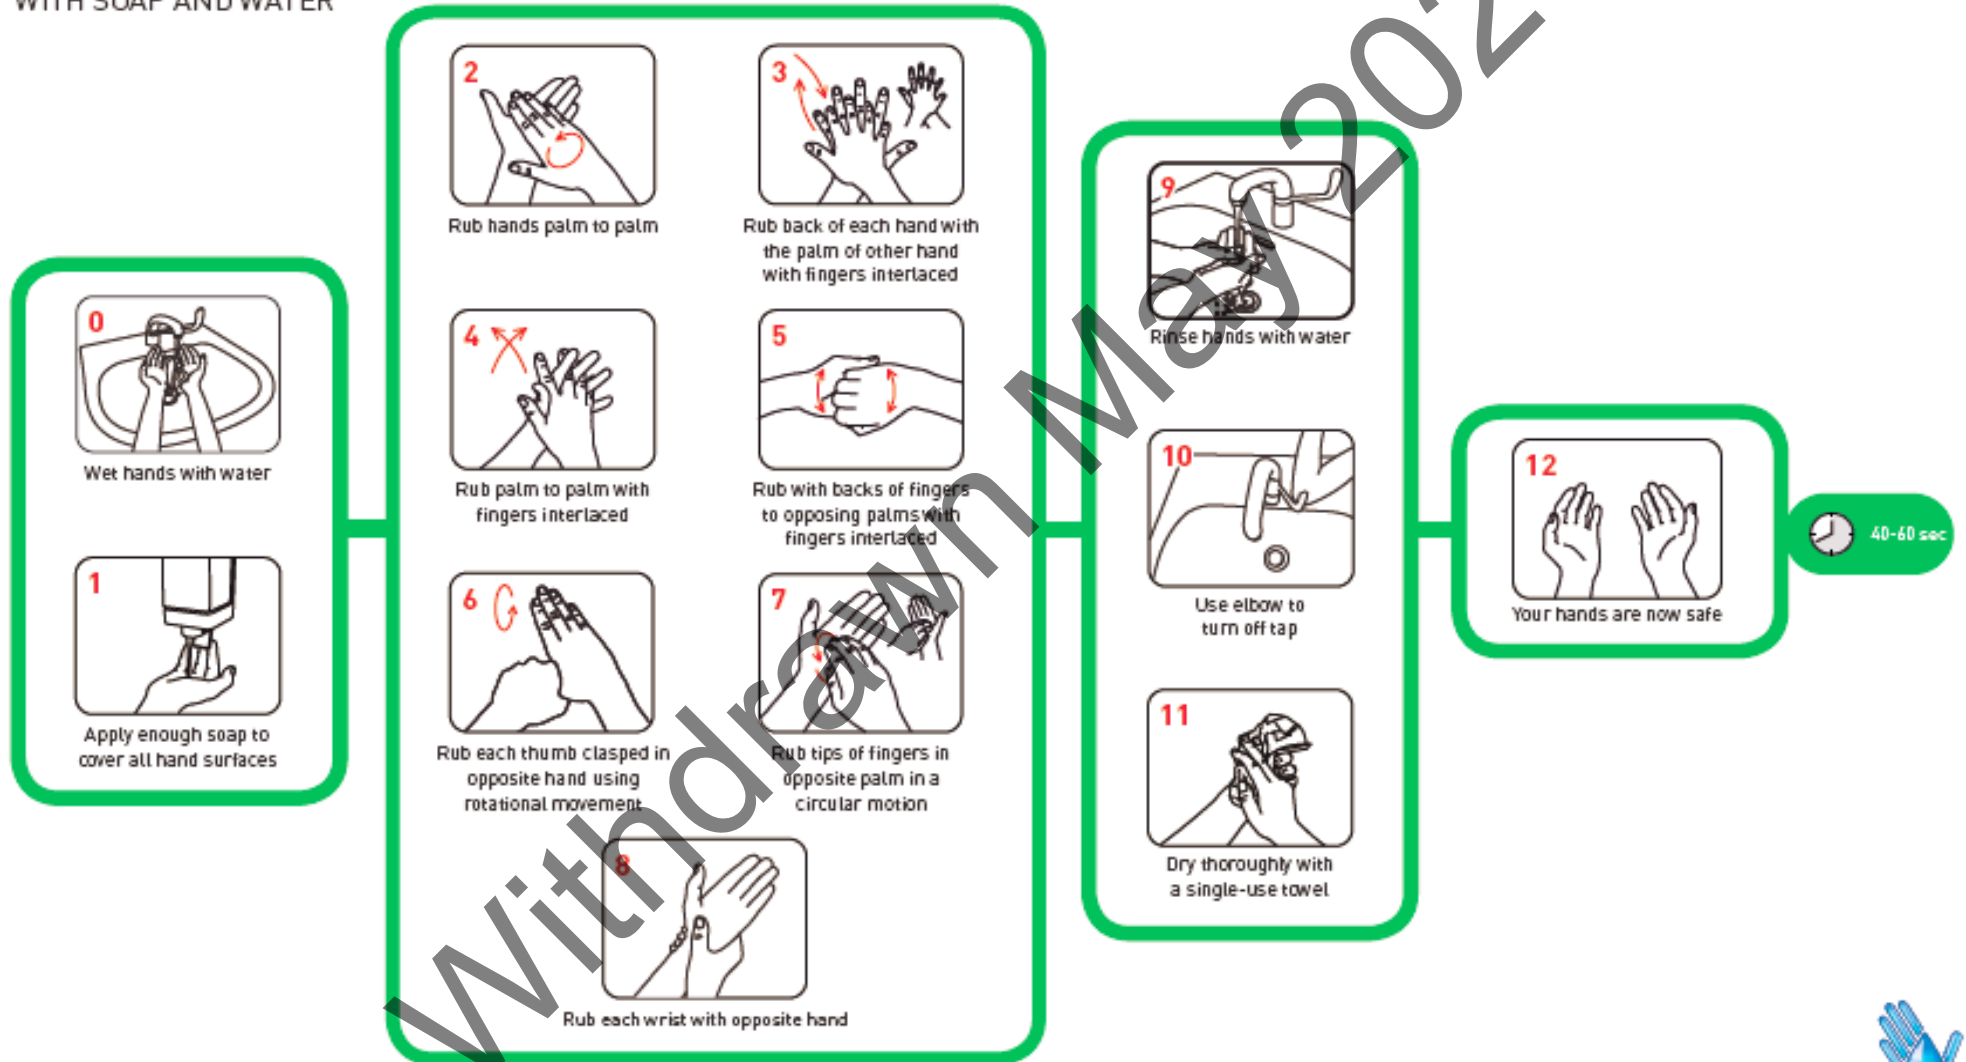 WITH SOAP AND WATER
0
Wet hands with water
1
Apply enough soap to
cover all hand surfaces
2
Rub hands palm to palm
3
Rub back of each hand with
the palm of other hand
with fingers interlaced
4
Rub palm to palm with
fingers interlaced
5
Rub with backs of fingers
to opposing palms with
fingers interlaced
6
Rub each thumb clasped in
opposite hand using
rotational movement
7
Rub tips of fingers in
opposite palm in a
circular motion
8
Rub each wrist with opposite hand
9
Rinse hands with water
10
Use elbow to
turn off tap
11
Dry thoroughly with
a single-use towel
12
Your hands are now safe
40-60 sec
Withdrawn May 202